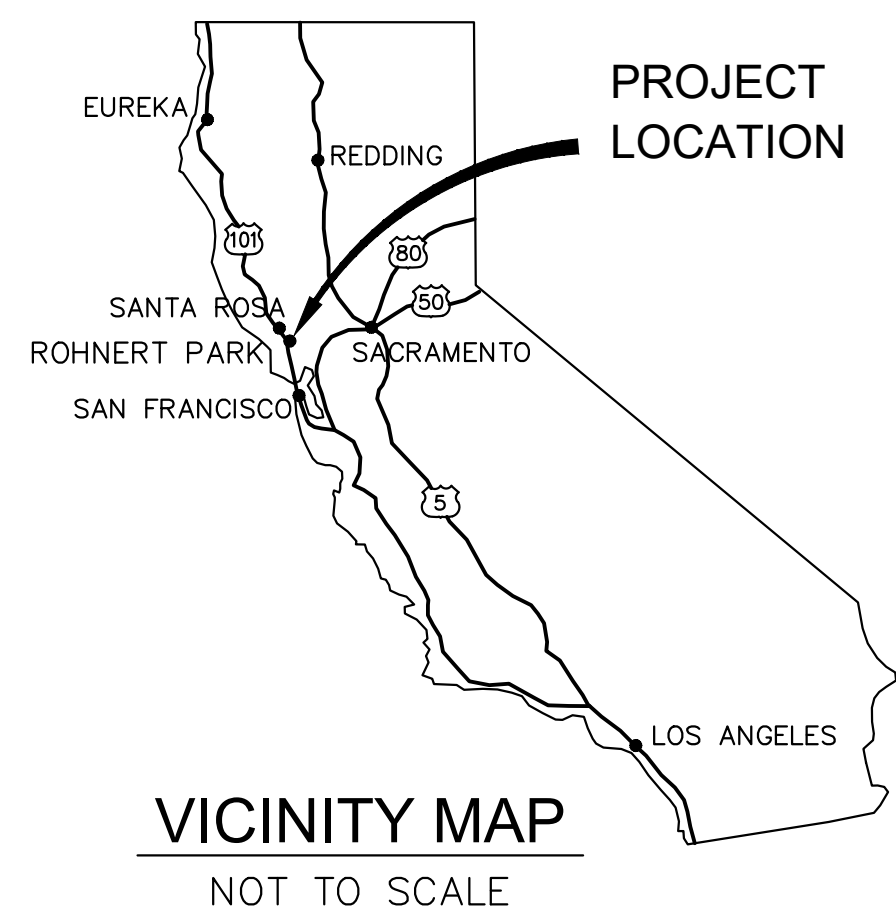 PROJECT
LOCATION
EUREKA
REDDING
101
80
50
SANTA ROSA
ROHNERT PARK
SACRAMENTO
SAN FRANCISCO
5
LOS ANGELES
VICINITY MAP
NOT TO SCALE